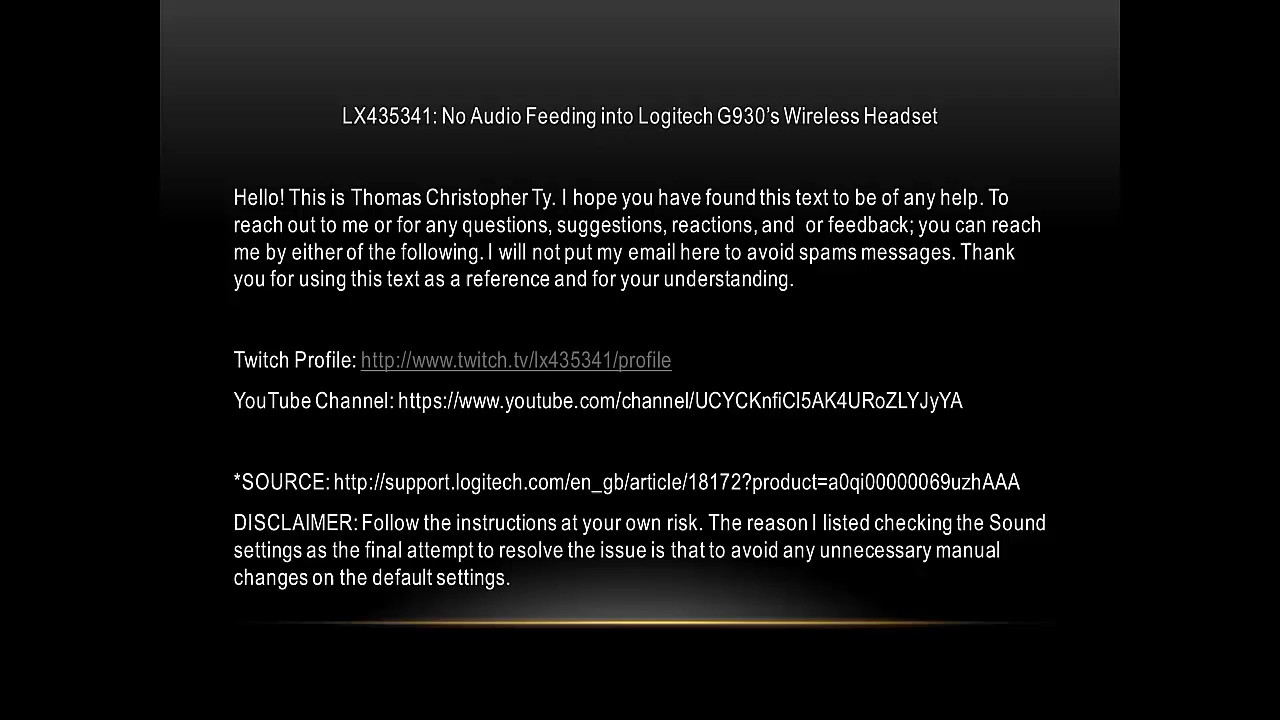 LX435341: No Audio Feeding into Logitech G930’s Wireless Headset
Hello! This is Thomas Christopher Ty. I hope you have found this text to be of any help. To
reach out to me or for any questions, suggestions, reactions, and  or feedback; you can reach
me by either of the following. I will not put my email here to avoid spams messages. Thank
you for using this text as a reference and for your understanding.
Twitch Profile: http://www.twitch.tv/lx435341/profile
YouTube Channel: https://www.youtube.com/channel/UCYCKnfiCl5AK4URoZLYJyYA
*SOURCE: http://support.logitech.com/en_gb/article/18172?product=a0qi00000069uzhAAA
DISCLAIMER: Follow the instructions at your own risk. The reason I listed checking the Sound
settings as the final attempt to resolve the issue is that to avoid any unnecessary manual
changes on the default settings.